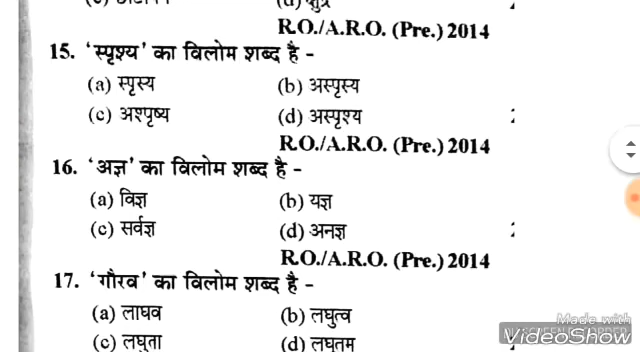 R.O./A.R.O. (Pre.) 2014
15. ‘स्पृश्य’ का विलोम शब्द है -
(a) स्पृस्य (b) अस्पृस्य
(c) अश्पृष्य (d) अस्पृश्य
R.O./A.R.O. (Pre.) 2014
16. ‘अज्ञ’ का विलोम शब्द है -
(a) विज्ञ (b) यज्ञ
(c) सर्वज्ञ (d) अनज्ञ
R.O./A.R.O. (Pre.) 2014
17. ‘गौरव’ का विलोम शब्द है -
(a) लाघव (b) लघुत्व
(c) लघुता (d) लघुतम
Made with
VideoShow